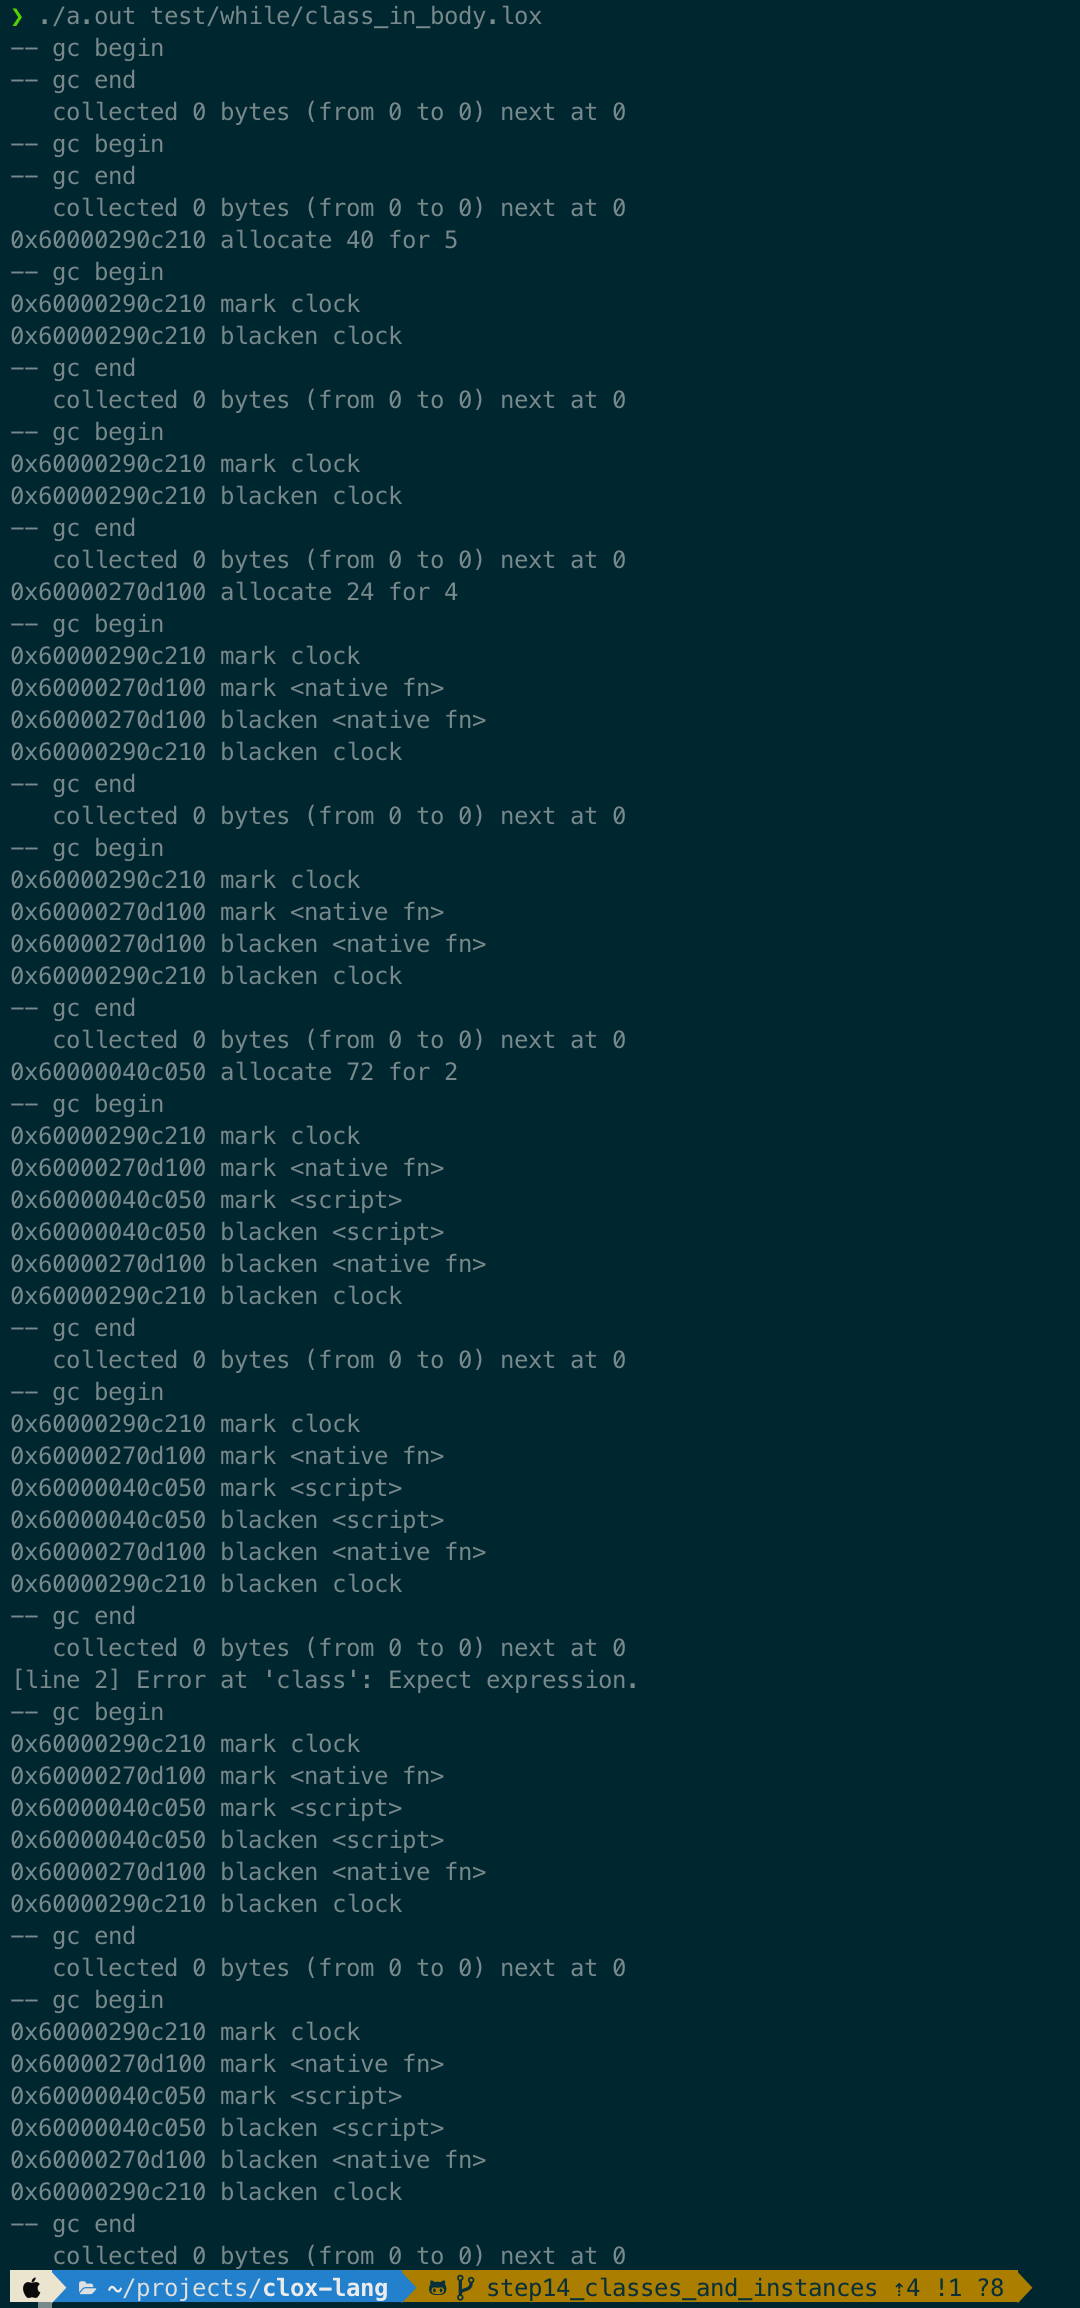 ❯ ./a.out test/while/class_in_body.lox
-- gc begin
-- gc end
   collected 0 bytes (from 0 to 0) next at 0
-- gc begin
-- gc end
   collected 0 bytes (from 0 to 0) next at 0
0x60000290c210 allocate 40 for 5
-- gc begin
0x60000290c210 mark clock
0x60000290c210 blacken clock
-- gc end
   collected 0 bytes (from 0 to 0) next at 0
-- gc begin
0x60000290c210 mark clock
0x60000290c210 blacken clock
-- gc end
   collected 0 bytes (from 0 to 0) next at 0
0x60000270d100 allocate 24 for 4
-- gc begin
0x60000290c210 mark clock
0x60000270d100 mark <native fn>
0x60000270d100 blacken <native fn>
0x60000290c210 blacken clock
-- gc end
   collected 0 bytes (from 0 to 0) next at 0
-- gc begin
0x60000290c210 mark clock
0x60000270d100 mark <native fn>
0x60000270d100 blacken <native fn>
0x60000290c210 blacken clock
-- gc end
   collected 0 bytes (from 0 to 0) next at 0
0x60000040c050 allocate 72 for 2
-- gc begin
0x60000290c210 mark clock
0x60000270d100 mark <native fn>
0x60000040c050 mark <script>
0x60000040c050 blacken <script>
0x60000270d100 blacken <native fn>
0x60000290c210 blacken clock
-- gc end
   collected 0 bytes (from 0 to 0) next at 0
-- gc begin
0x60000290c210 mark clock
0x60000270d100 mark <native fn>
0x60000040c050 mark <script>
0x60000040c050 blacken <script>
0x60000270d100 blacken <native fn>
0x60000290c210 blacken clock
-- gc end
   collected 0 bytes (from 0 to 0) next at 0
[line 2] Error at 'class': Expect expression.
-- gc begin
0x60000290c210 mark clock
0x60000270d100 mark <native fn>
0x60000040c050 mark <script>
0x60000040c050 blacken <script>
0x60000270d100 blacken <native fn>
0x60000290c210 blacken clock
-- gc end
   collected 0 bytes (from 0 to 0) next at 0
-- gc begin
0x60000290c210 mark clock
0x60000270d100 mark <native fn>
0x60000040c050 mark <script>
0x60000040c050 blacken <script>
0x60000270d100 blacken <native fn>
0x60000290c210 blacken clock
-- gc end
   collected 0 bytes (from 0 to 0) next at 0
~/projects/clox-lang step14_classes_and_instances ⇡4 !1 ?8